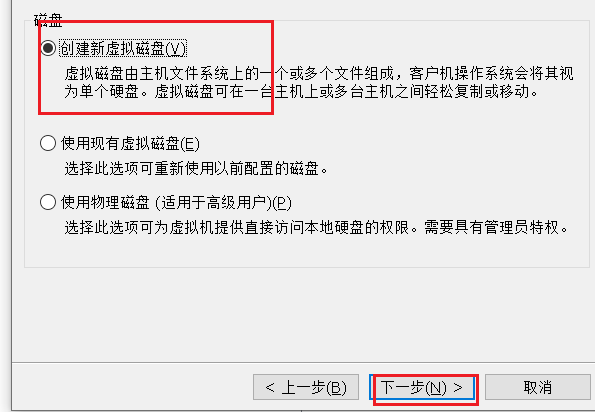 磁盘
创建新虚拟磁盘(V)
虚拟磁盘由主机文件系统上的一个或多个文件组成，客户机操作系统会将其视
为单个硬盘。虚拟磁盘可在一台主机上或多台主机之间轻松复制或移动。
使用现有虚拟磁盘(E)
选择此选项可重新使用以前配置的磁盘。
使用物理磁盘 (适用于高级用户)(P)
选择此选项可为虚拟机提供直接访问本地硬盘的权限。需要具有管理员特权。
< 上一步(B) 下一步(N) > 取消